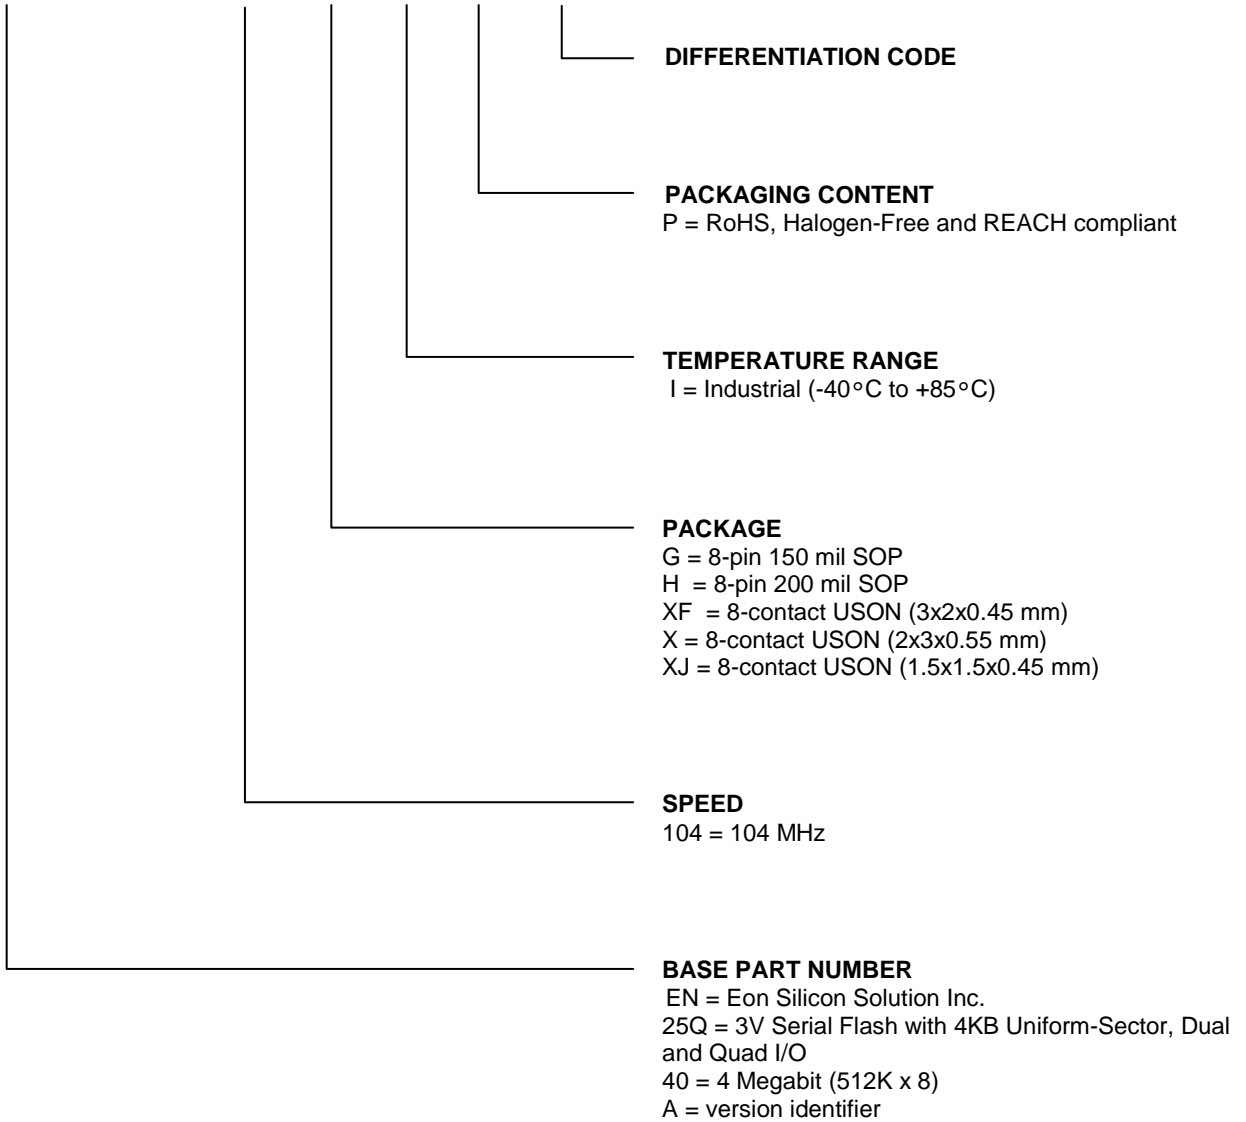 DIFFERENTIATION CODE
PACKAGING CONTENT
P = RoHS, Halogen-Free and REACH compliant
TEMPERATURE RANGE
I = Industrial (-40°C to +85°C)
PACKAGE
G = 8-pin 150 mil SOP
H = 8-pin 200 mil SOP
XF = 8-contact USON (3x2x0.45 mm)
X = 8-contact USON (2x3x0.55 mm)
XJ = 8-contact USON (1.5x1.5x0.45 mm)
SPEED
104 = 104 MHz
BASE PART NUMBER
EN = Eon Silicon Solution Inc.
25Q = 3V Serial Flash with 4KB Uniform-Sector, Dual
and Quad I/O
40 = 4 Megabit (512K x 8)
A = version identifier